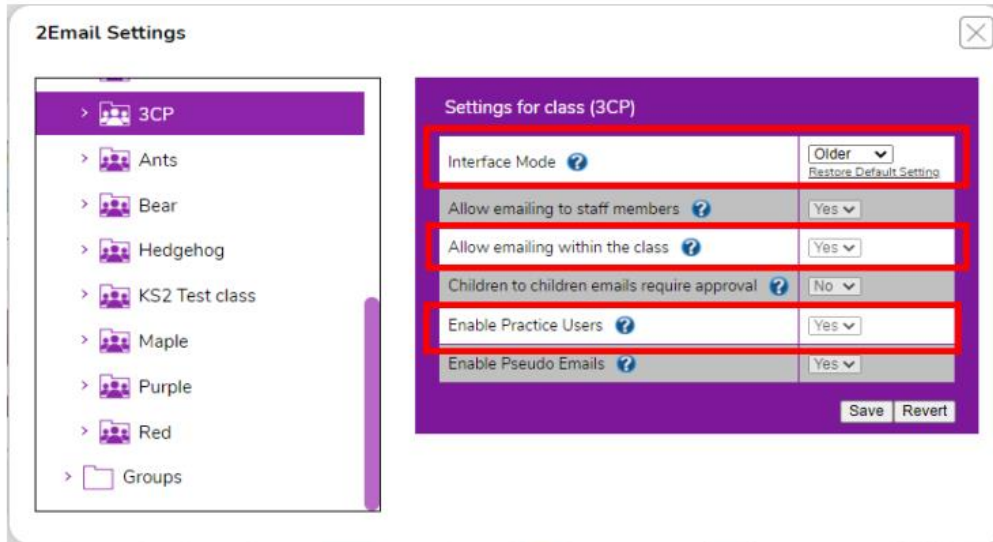 2Email Settings
3CP
Ants
Bear
Hedgehog
KS2 Test class
Maple
Purple
Red
Groups
Settings for class (3CP)
Interface Mode ? Older
Restore Default Setting
Allow emailing to staff members ? Yes
Allow emailing within the class ? Yes
Children to children emails require approval ? No
Enable Practice Users ? Yes
Enable Pseudo Emails ? Yes
Save Revert